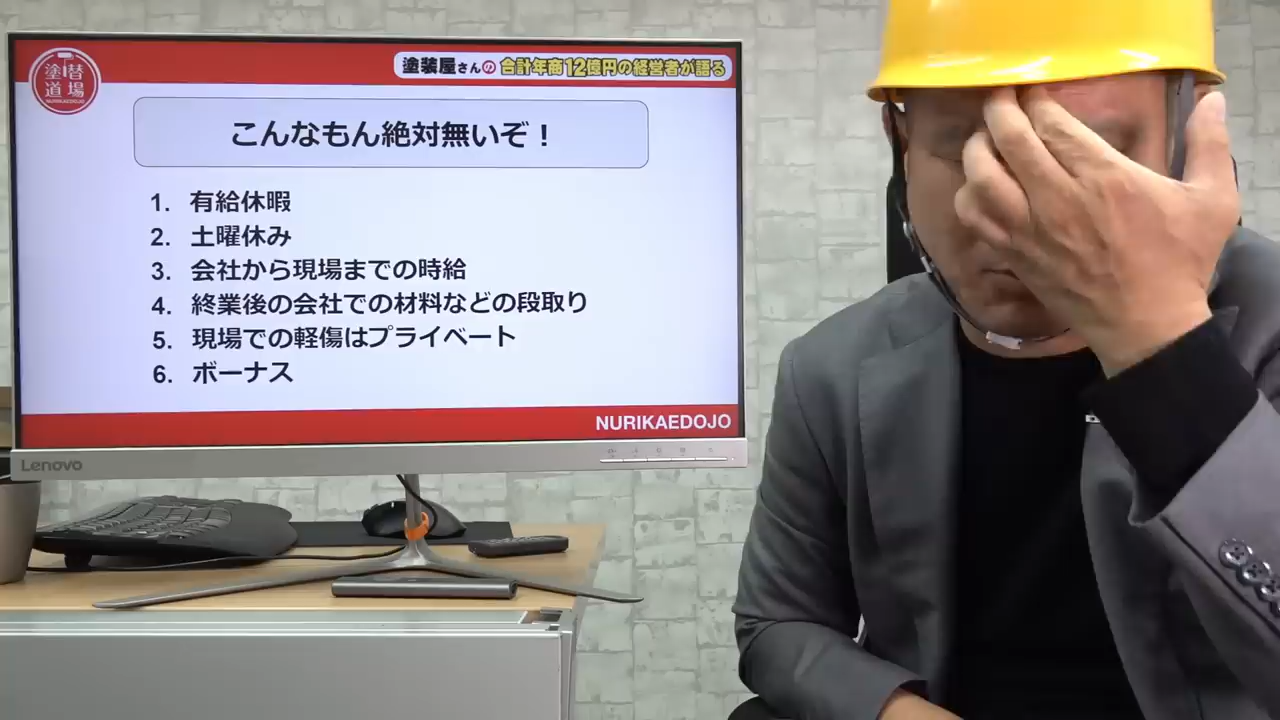 塗替
道場
NURIKAEDOJO
塗装屋さんの 合計年商12億円の経営者が語る
こんなもん絶対無いぞ！
1. 有給休暇
2. 土曜休み
3. 会社から現場までの時給
4. 終業後の会社での材料などの段取り
5. 現場での軽傷はプライベート
6. ボーナス
NURIKAEDOJO
Lenovo